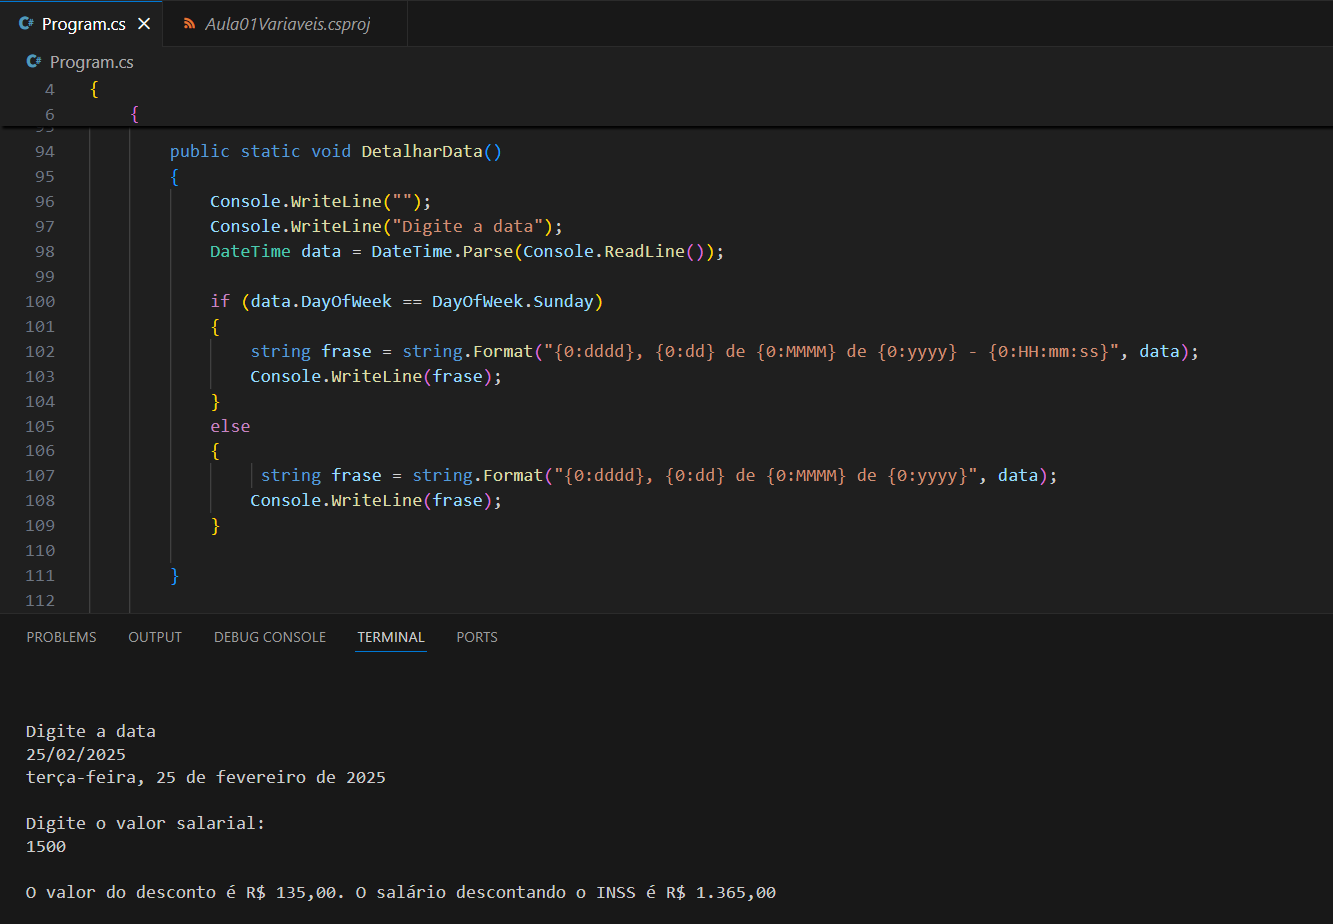 Program.cs Aula01Variaveis.csproj
Program.cs
4 {
6 {
94 public static void DetalharData()
95 {
96 Console.WriteLine("");
97 Console.WriteLine("Digite a data");
98 DateTime data = DateTime.Parse(Console.ReadLine());
99
100 if (data.DayOfWeek == DayOfWeek.Sunday)
101 {
102 string frase = string.Format("{0:dddd}, {0:dd} de {0:MMMM} de {0:yyyy} - {0:HH:mm:ss}", data);
103 Console.WriteLine(frase);
104 }
105 else
106 {
107 string frase = string.Format("{0:dddd}, {0:dd} de {0:MMMM} de {0:yyyy}", data);
108 Console.WriteLine(frase);
109 }
110
111 }
112
PROBLEMS OUTPUT DEBUG CONSOLE TERMINAL PORTS
Digite a data
25/02/2025
terça-feira, 25 de fevereiro de 2025
Digite o valor salarial:
1500
O valor do desconto é R$ 135,00. O salário descontando o INSS é R$ 1.365,00